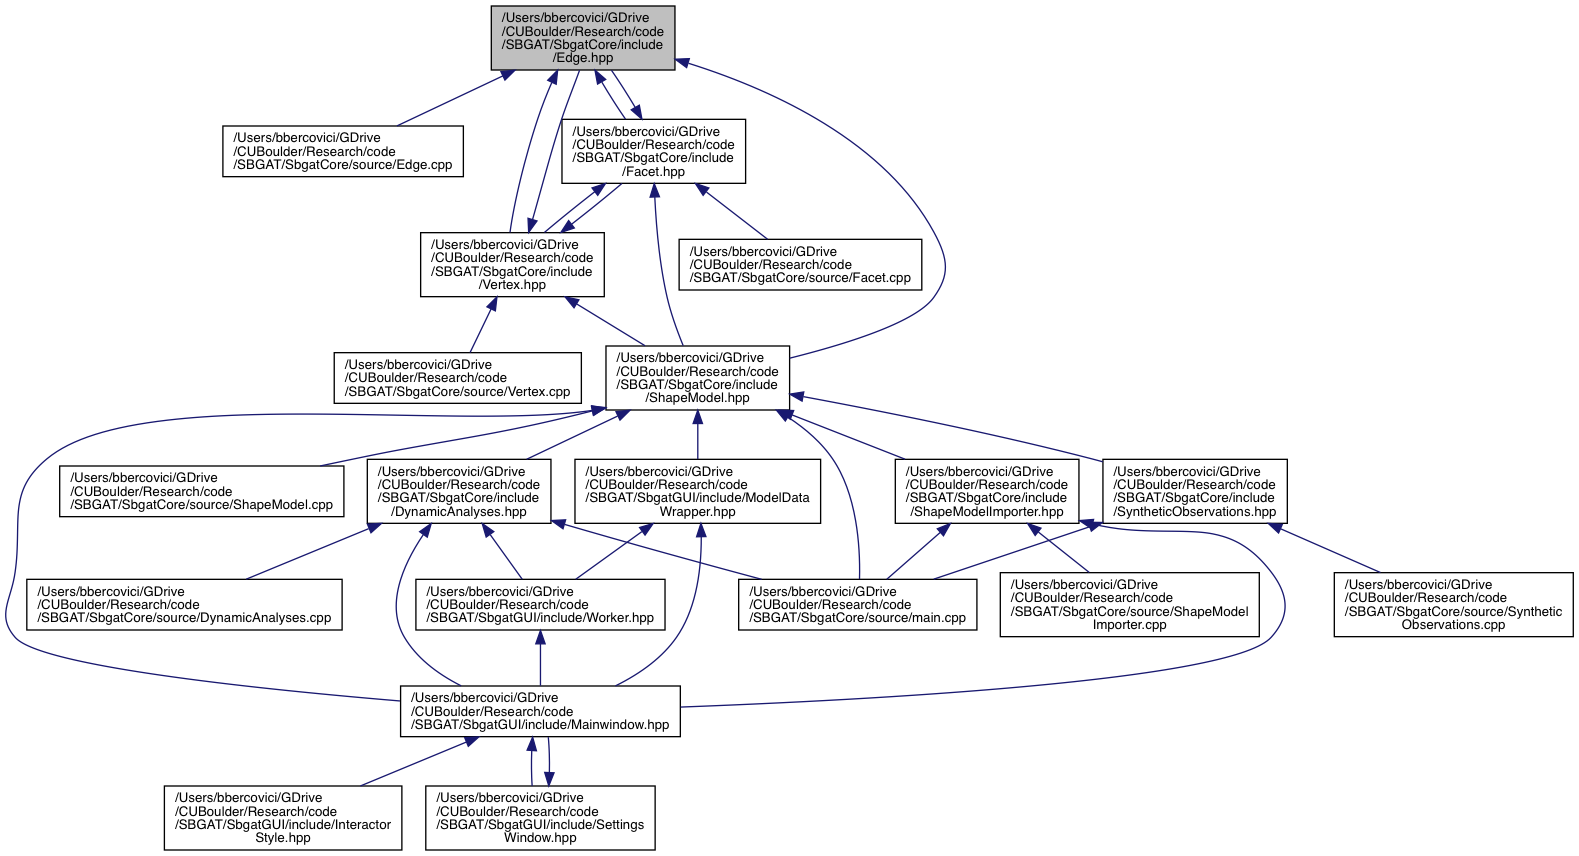 /Users/bbercovici/GDrive
/CUBoulder/Research/code
/SBGAT/SbgatCore/include
/Edge.hpp
/Users/bbercovici/GDrive
/CUBoulder/Research/code
/SBGAT/SbgatCore/source/Edge.cpp
/Users/bbercovici/GDrive
/CUBoulder/Research/code
/SBGAT/SbgatCore/include
/Facet.hpp
/Users/bbercovici/GDrive
/CUBoulder/Research/code
/SBGAT/SbgatCore/include
/Vertex.hpp
/Users/bbercovici/GDrive
/CUBoulder/Research/code
/SBGAT/SbgatCore/source/Facet.cpp
/Users/bbercovici/GDrive
/CUBoulder/Research/code
/SBGAT/SbgatCore/source/Vertex.cpp
/Users/bbercovici/GDrive
/CUBoulder/Research/code
/SBGAT/SbgatCore/include
/ShapeModel.hpp
/Users/bbercovici/GDrive
/CUBoulder/Research/code
/SBGAT/SbgatCore/source/ShapeModel.cpp
/Users/bbercovici/GDrive
/CUBoulder/Research/code
/SBGAT/SbgatCore/include
/DynamicAnalyses.hpp
/Users/bbercovici/GDrive
/CUBoulder/Research/code
/SBGAT/SbgatGUI/include/ModelData
Wrapper.hpp
/Users/bbercovici/GDrive
/CUBoulder/Research/code
/SBGAT/SbgatCore/include
/ShapeModelImporter.hpp
/Users/bbercovici/GDrive
/CUBoulder/Research/code
/SBGAT/SbgatCore/include
/SyntheticObservations.hpp
/Users/bbercovici/GDrive
/CUBoulder/Research/code
/SBGAT/SbgatCore/source/DynamicAnalyses.cpp
/Users/bbercovici/GDrive
/CUBoulder/Research/code
/SBGAT/SbgatGUI/include/Worker.hpp
/Users/bbercovici/GDrive
/CUBoulder/Research/code
/SBGAT/SbgatCore/source/main.cpp
/Users/bbercovici/GDrive
/CUBoulder/Research/code
/SBGAT/SbgatCore/source/ShapeModel
Importer.cpp
/Users/bbercovici/GDrive
/CUBoulder/Research/code
/SBGAT/SbgatCore/source/Synthetic
Observations.cpp
/Users/bbercovici/GDrive
/CUBoulder/Research/code
/SBGAT/SbgatGUI/include/Mainwindow.hpp
/Users/bbercovici/GDrive
/CUBoulder/Research/code
/SBGAT/SbgatGUI/include/Interactor
Style.hpp
/Users/bbercovici/GDrive
/CUBoulder/Research/code
/SBGAT/SbgatGUI/include/Settings
Window.hpp